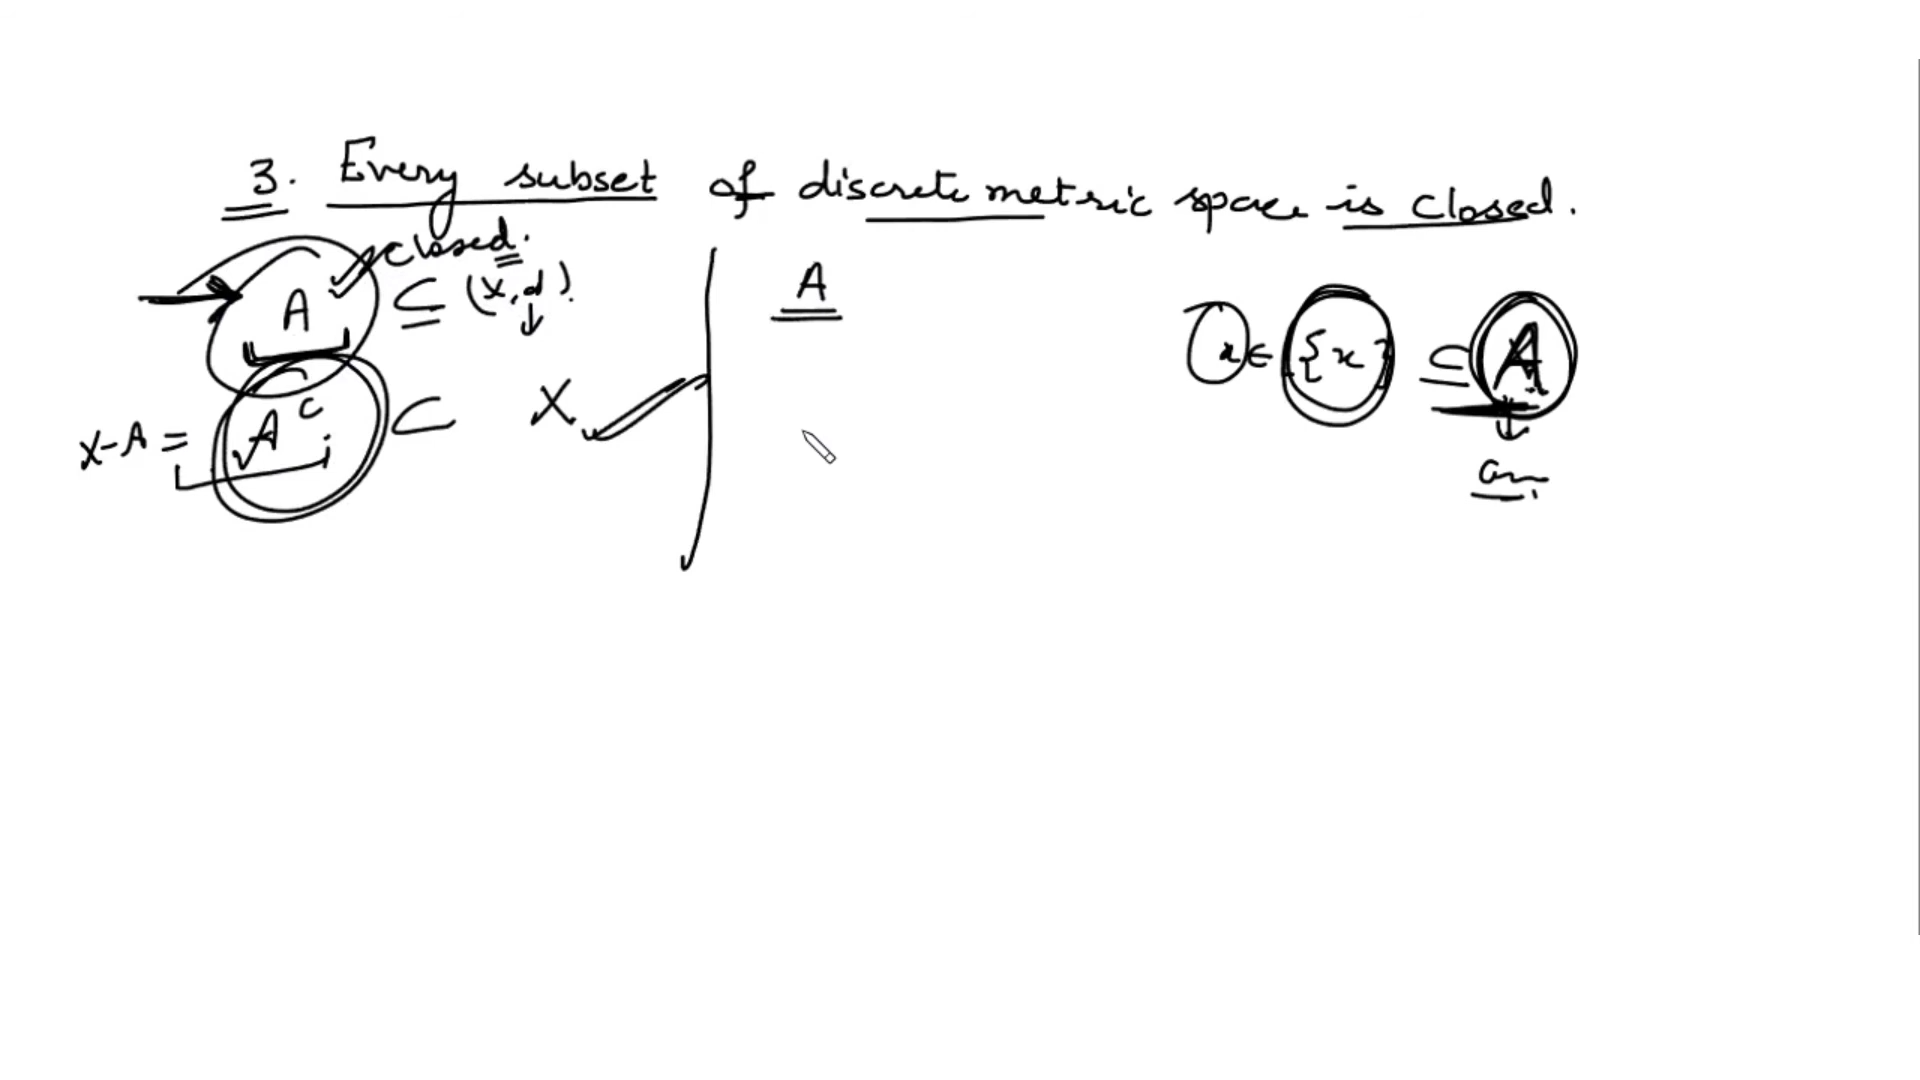 3. Every subset of discrete metric space is closed.
closed.
A ⊆ (X, d).
A
x ∈ {x} ⊆ A
X-A = A^c ⊂ X